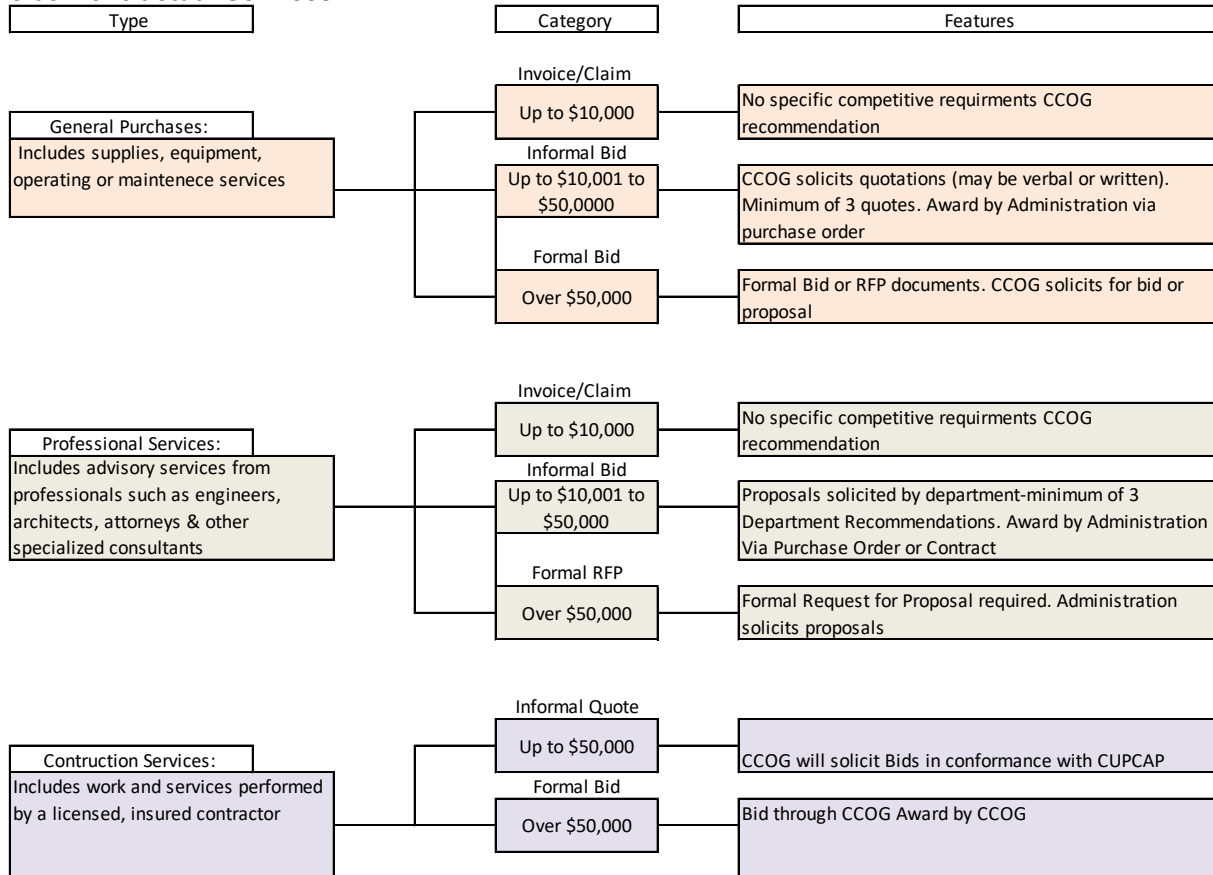 Type
Category
Features
Invoice/Claim
Up to $10,000
No specific competitive requirments CCOG
recommendation
General Purchases:
Includes supplies, equipment,
operating or maintenece services
Informal Bid
Up to $10,001 to
$50,0000
CCOG solicits quotations (may be verbal or written).
Minimum of 3 quotes. Award by Administration via
purchase order
Formal Bid
Over $50,000
Formal Bid or RFP documents. CCOG solicits for bid or
proposal
Invoice/Claim
Up to $10,000
No specific competitive requirments CCOG
recommendation
Professional Services:
Includes advisory services from
professionals such as engineers,
architects, attorneys & other
specialized consultants
Informal Bid
Up to $10,001 to
$50,000
Proposals solicited by department-minimum of 3
Department Recommendations. Award by Administration
Via Purchase Order or Contract
Formal RFP
Over $50,000
Formal Request for Proposal required. Administration
solicits proposals
Informal Quote
Up to $50,000
CCOG will solicit Bids in conformance with CUPCAP
Contruction Services:
Includes work and services performed
by a licensed, insured contractor
Formal Bid
Over $50,000
Bid through CCOG Award by CCOG